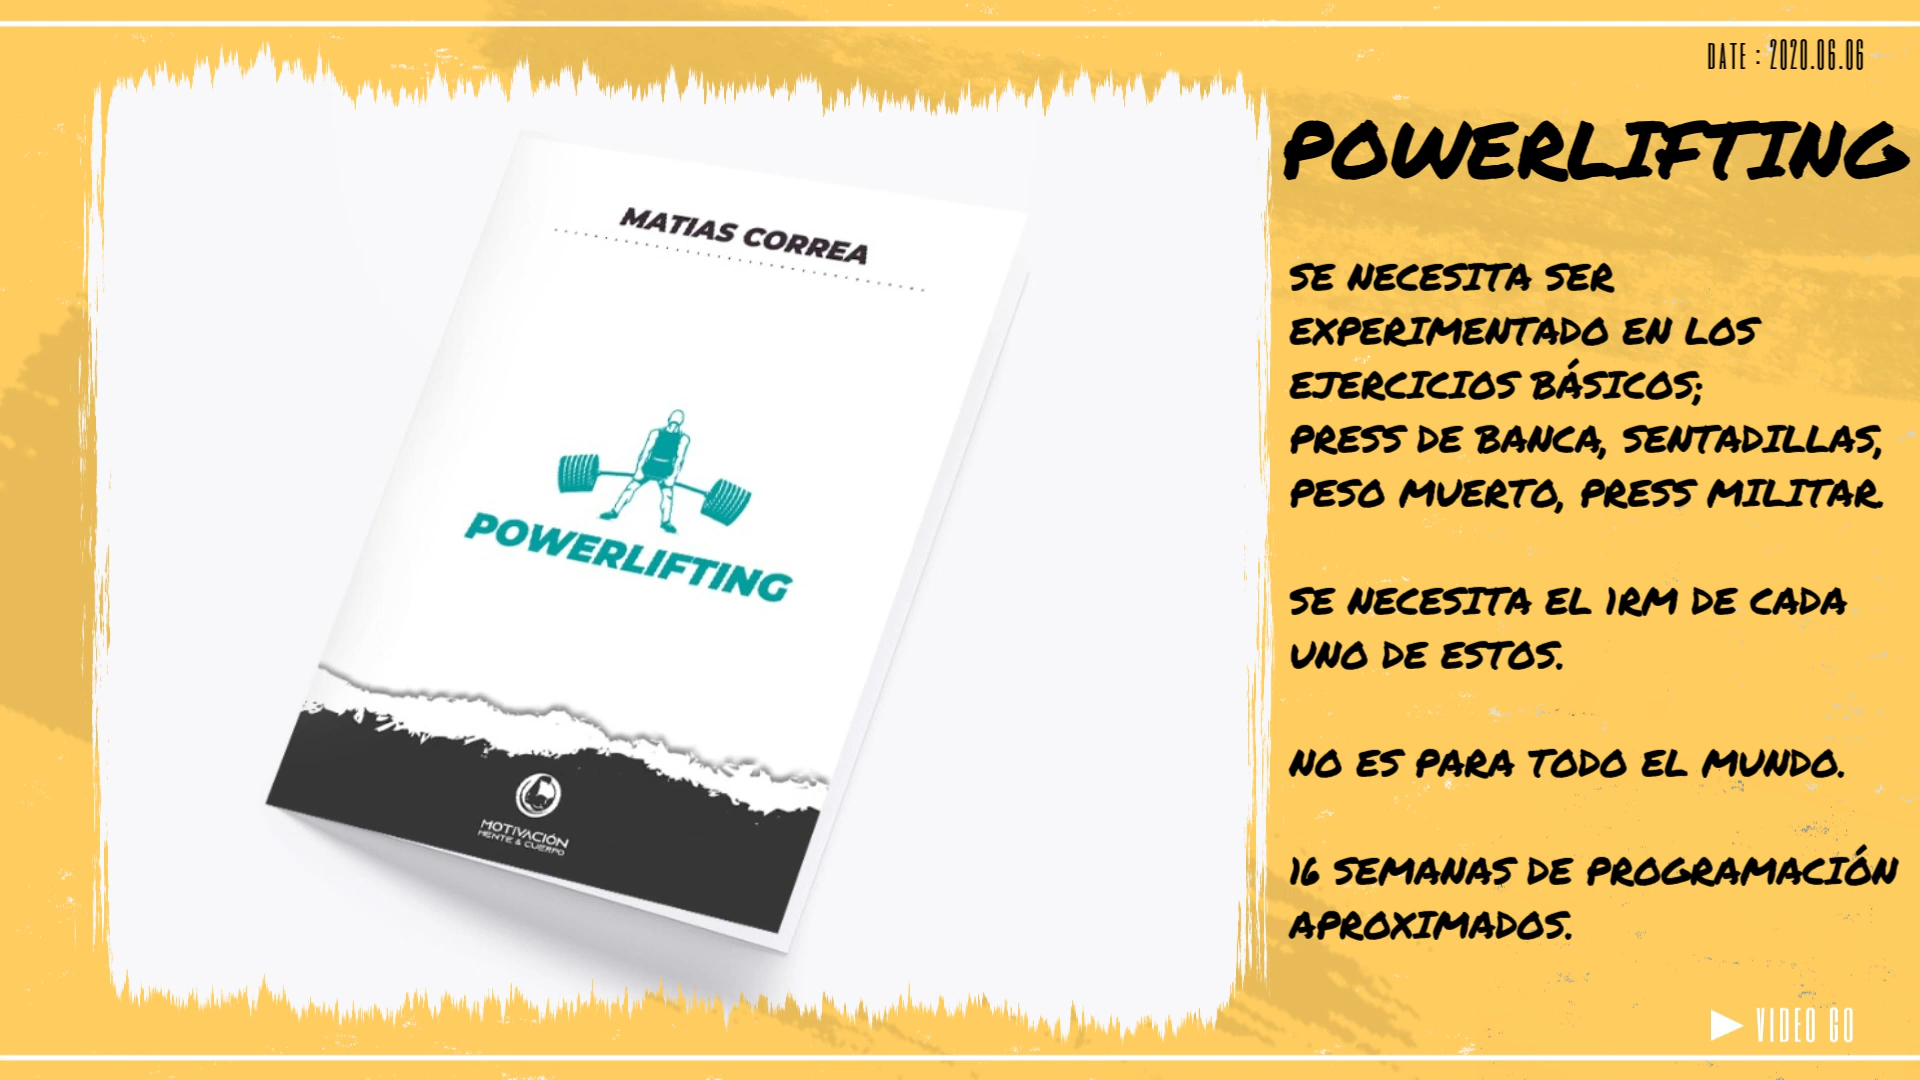 DATE : 2020.06.06
POWERLIFTING
SE NECESITA SER
EXPERIMENTADO EN LOS
EJERCICIOS BÁSICOS;
PRESS DE BANCA, SENTADILLAS,
PESO MUERTO, PRESS MILITAR
SE NECESITA EL 1RM DE CADA
UNO DE ESTOS.
NO ES PARA TODO EL MUNDO.
16 SEMANAS DE PROGRAMACIÓN
APROXIMADOS.
VIDEO GO
MATIAS CORREA
POWERLIFTING
MOTIVACIÓN
MENTE & CUERPO